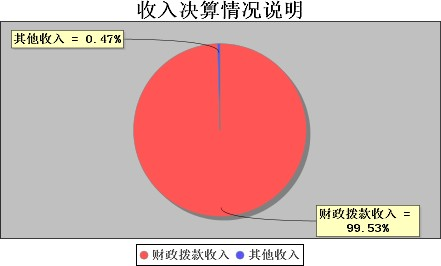 收入决算情况说明
其他收入 = 0.47%
财政拨款收入 =
99.53%
财政拨款收入 其他收入